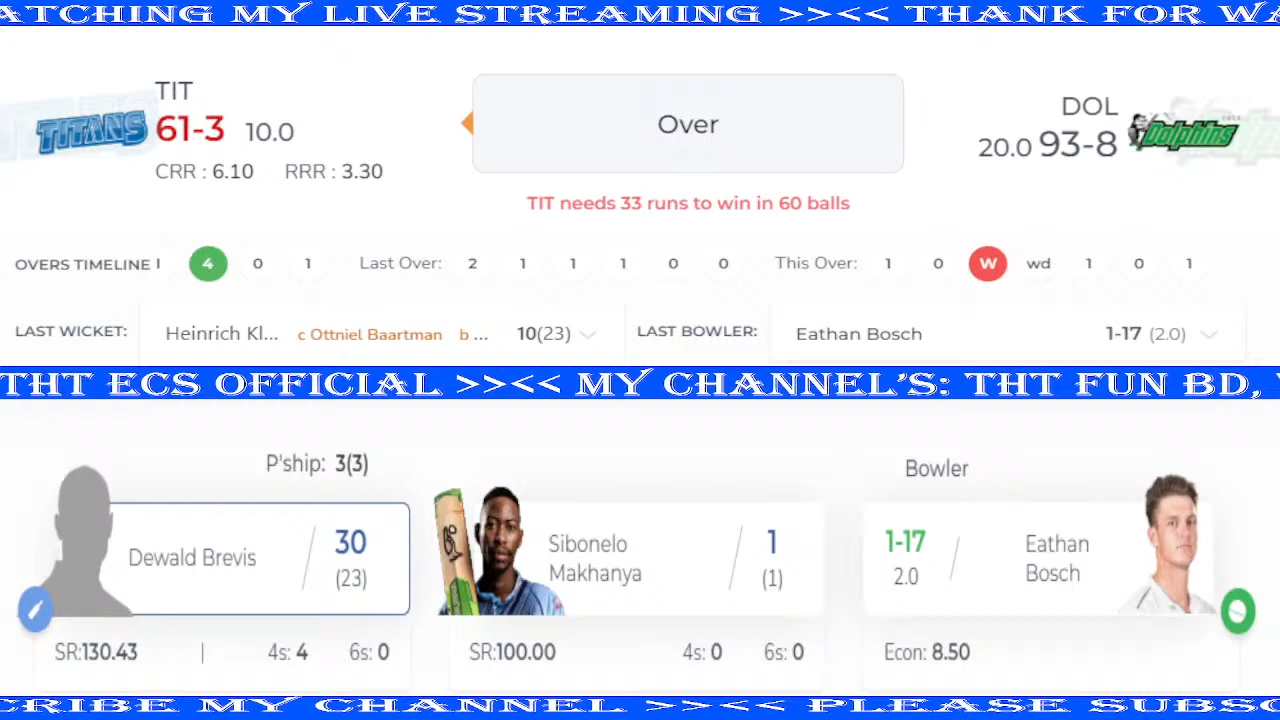 ATCHING MY LIVE STREAMING >><< THANK FOR WA
TIT
TITANS
61-3 10.0
CRR : 6.10 RRR : 3.30
Over
DOL
20.0 93-8
Dolphins
TIT needs 33 runs to win in 60 balls
OVERS TIMELINE 4 0 1 Last Over: 2 1 1 1 0 0 This Over: 1 0 W wd 1 0 1
LAST WICKET: Heinrich Kl... c Ottniel Baartman b ... 10(23) LAST BOWLER: Eathan Bosch 1-17 (2.0)
THT ECS OFFICIAL >><< MY CHANNEL'S: THT FUN BD,
P'ship: 3(3)
Bowler
Dewald Brevis
30
(23)
Sibonelo
Makhanya
1
(1)
1-17
2.0
Eathan
Bosch
SR:130.43 | 4s: 4 6s: 0
SR:100.00 4s: 0 6s: 0
Econ: 8.50
CRIBE MY CHANNEL >><< PLEASE SUBSC